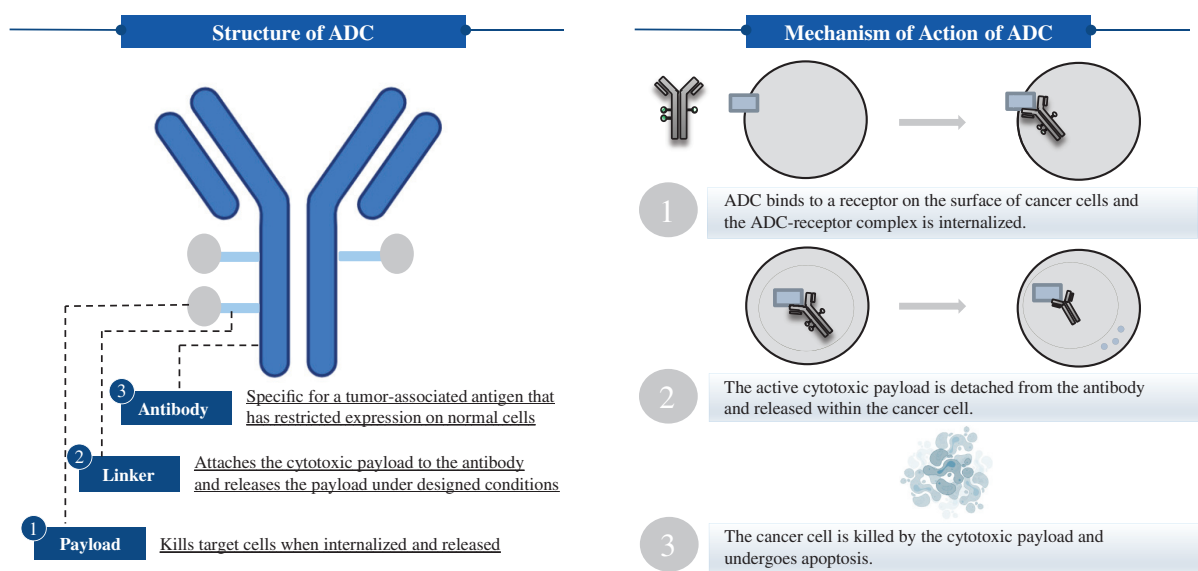 Structure of ADC
3
Antibody
Specific for a tumor-associated antigen that
has restricted expression on normal cells
2
Linker
Attaches the cytotoxic payload to the antibody
and releases the payload under designed conditions
1
Payload
Kills target cells when internalized and released
Mechanism of Action of ADC
1
ADC binds to a receptor on the surface of cancer cells and
the ADC-receptor complex is internalized.
2
The active cytotoxic payload is detached from the antibody
and released within the cancer cell.
3
The cancer cell is killed by the cytotoxic payload and
undergoes apoptosis.